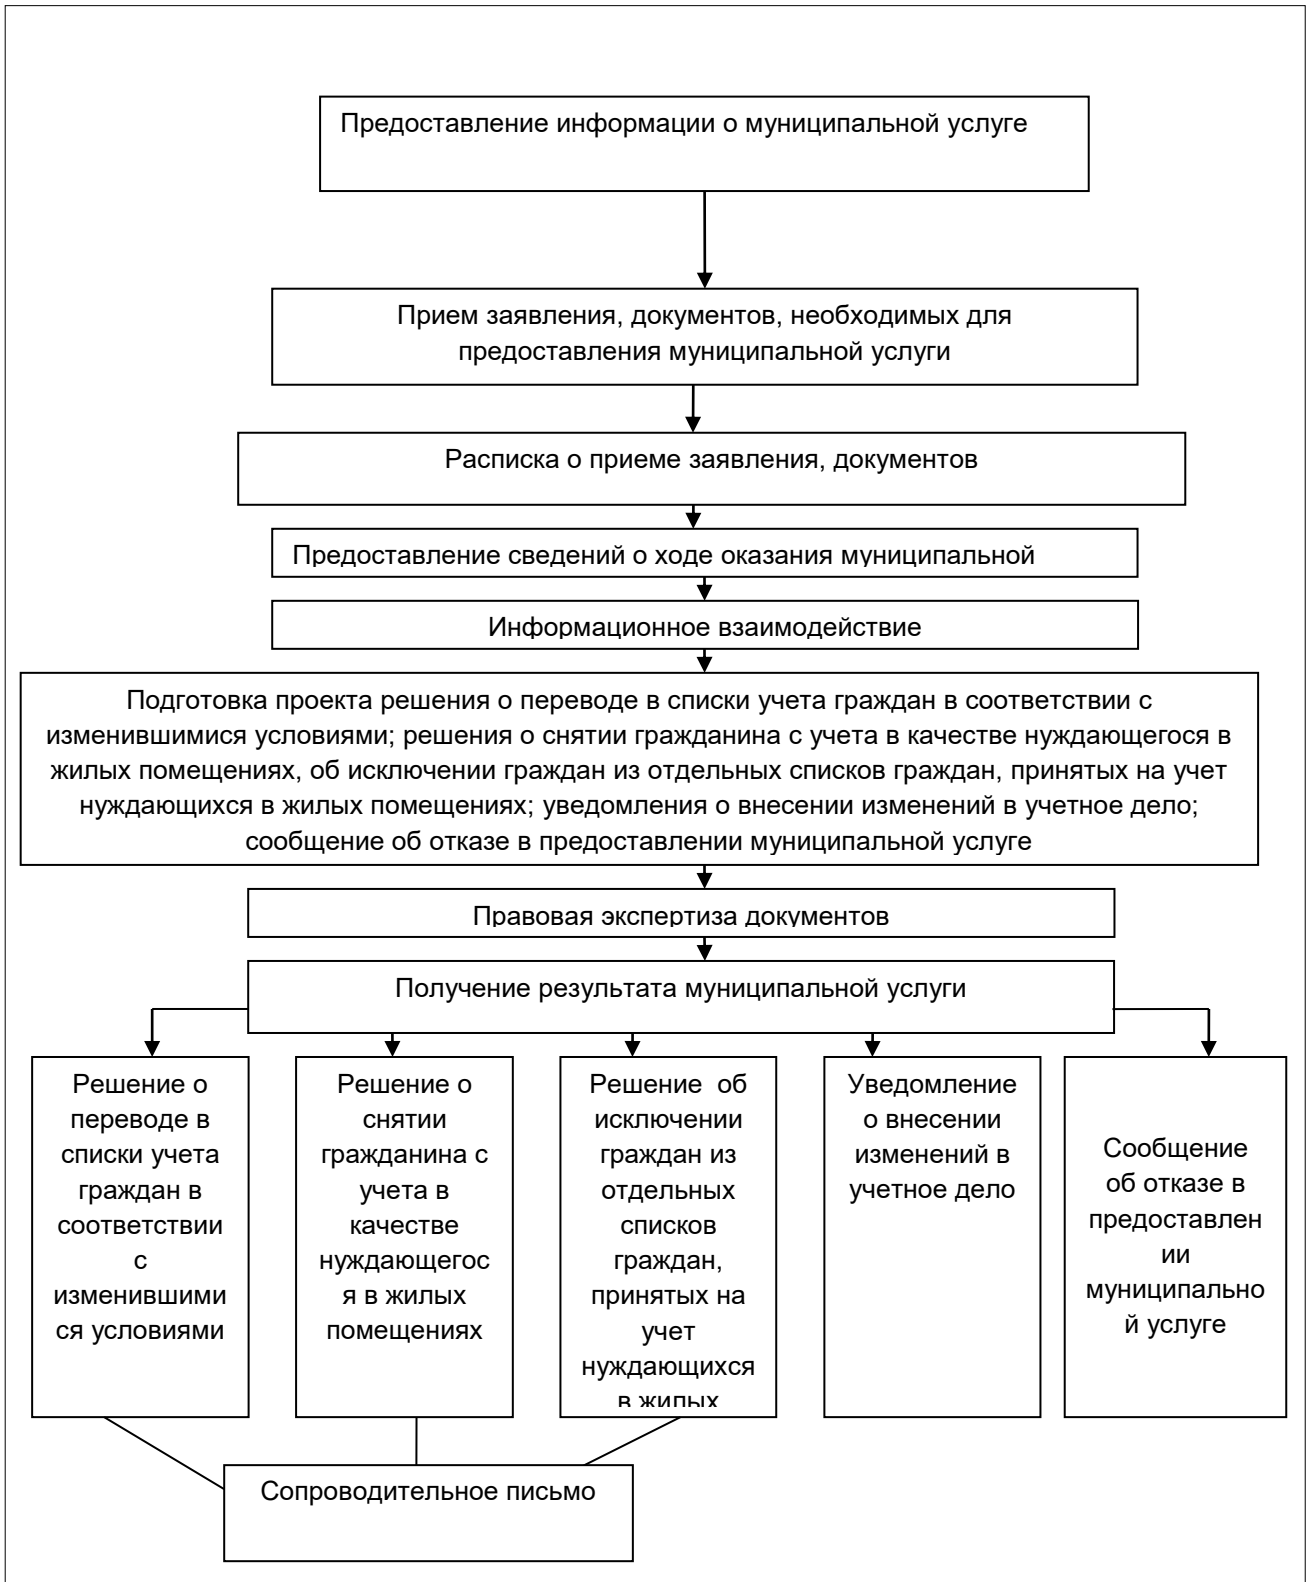 Предоставление информации о муниципальной услуге
Прием заявления, документов, необходимых для
предоставления муниципальной услуги
Расписка о приеме заявления, документов
Предоставление сведений о ходе оказания муниципальной
Информационное взаимодействие
Подготовка проекта решения о переводе в списки учета граждан в соответствии с
изменившимися условиями; решения о снятии гражданина с учета в качестве нуждающегося в
жилых помещениях, об исключении граждан из отдельных списков граждан, принятых на учет
нуждающихся в жилых помещениях; уведомления о внесении изменений в учетное дело;
сообщение об отказе в предоставлении муниципальной услуге
Правовая экспертиза документов
Получение результата муниципальной услуги
Решение о
переводе в
списки учета
граждан в
соответствии
с
изменившими
ся условиями
Решение о
снятии
гражданина с
учета в
качестве
нуждающегос
я в жилых
помещениях
Решение об
исключении
граждан из
отдельных
списков
граждан,
принятых на
учет
нуждающихся
в жилых
Уведомление
о внесении
изменений в
учетное дело
Сообщение
об отказе в
предоставлен
ии
муниципально
й услуге
Сопроводительное письмо